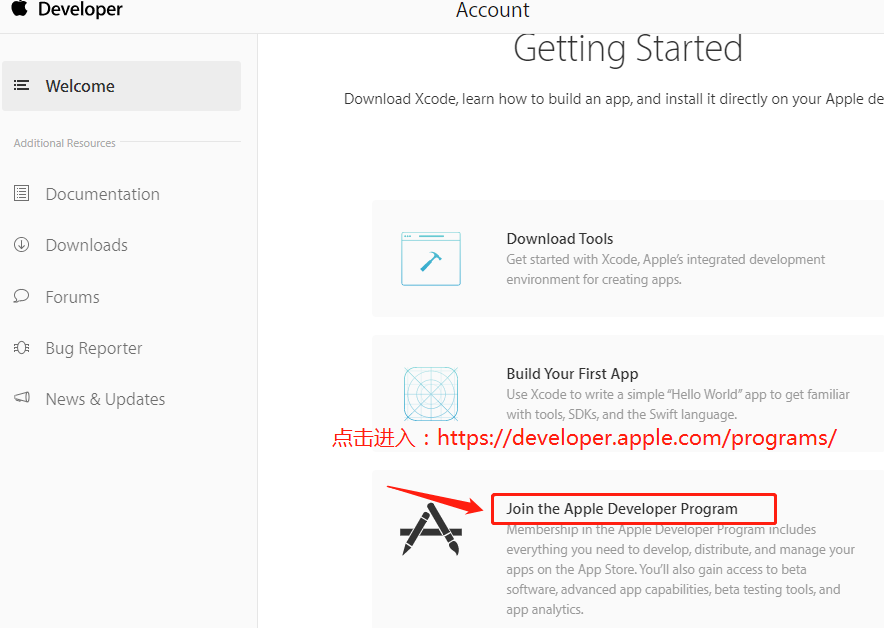 Developer
Account
Welcome
Additional Resources
Documentation
Downloads
Forums
Bug Reporter
News & Updates
Getting Started
Download Xcode, learn how to build an app, and install it directly on your Apple de
Download Tools
Get started with Xcode, Apple's integrated development
environment for creating apps.
Build Your First App
Use Xcode to write a simple “Hello World” app to get familiar
with tools, SDKs, and the Swift language.
点击进入：https://developer.apple.com/programs/
Join the Apple Developer Program
Membership in the Apple Developer Program includes
everything you need to develop, distribute, and manage your
apps on the App Store. You'll also gain access to beta
software, advanced app capabilities, beta testing tools, and
app analytics.